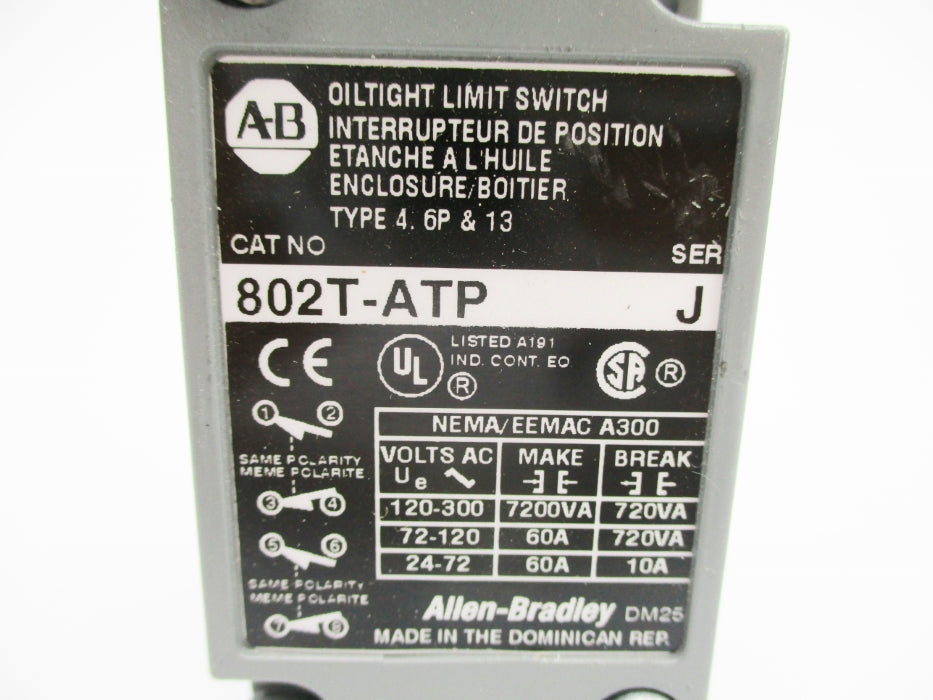 A-B
OILTIGHT LIMIT SWITCH
INTERRUPTEUR DE POSITION
ETANCHE A L'HUILE
ENCLOSURE/BOITIER
TYPE 4. 6P & 13
CAT NO SER
802T-ATP J
CE UL LISTED A191
IND. CONT. EQ
® SA ®
1 2
SAME POLARITY
MEME POLARITE
3 4
5 6
SAME POLARITY
MEME POLARITE
7 8
NEMA/EEMAC A300
VOLTS AC MAKE BREAK
Ue
120-300 7200VA 720VA
72-120 60A 720VA
24-72 60A 10A
Allen-Bradley DM25
MADE IN THE DOMINICAN REP.